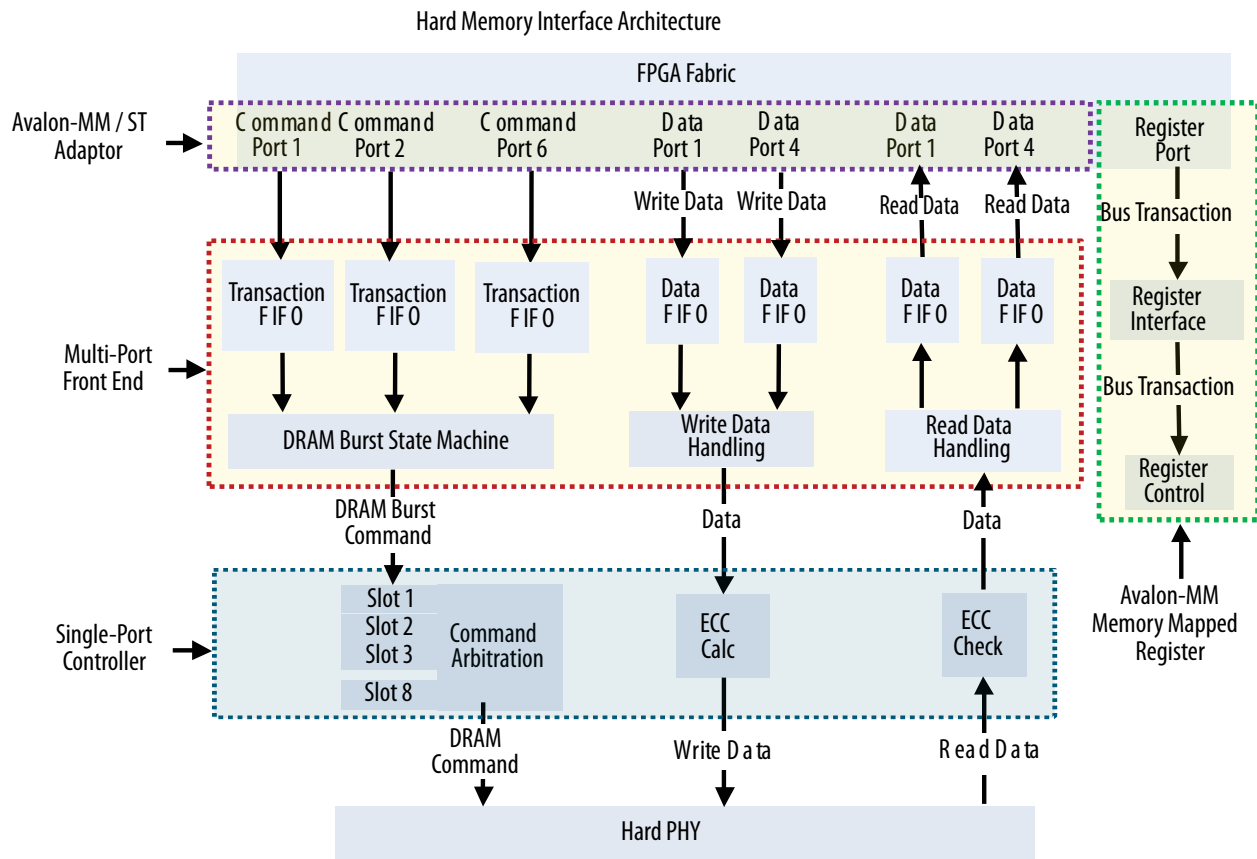 Hard Memory Interface Architecture
FPGA Fabric
Avalon-MM / ST
Adaptor
Command
Port 1
Command
Port 2
Command
Port 6
Data
Port 1
Data
Port 4
Data
Port 1
Data
Port 4
Register
Port
Write Data
Write Data
Read Data
Read Data
Bus Transaction
Multi-Port
Front End
Transaction
FIFO
Transaction
FIFO
Transaction
FIFO
Data
FIFO
Data
FIFO
Data
FIFO
Data
FIFO
Register
Interface
Bus Transaction
DRAM Burst State Machine
Write Data
Handling
Read Data
Handling
Register
Control
DRAM Burst
Command
Data
Data
Avalon-MM
Memory Mapped
Register
Single-Port
Controller
Slot 1
Slot 2
Slot 3
Slot 8
Command
Arbitration
ECC
Calc
ECC
Check
DRAM
Command
Write Data
Read Data
Hard PHY